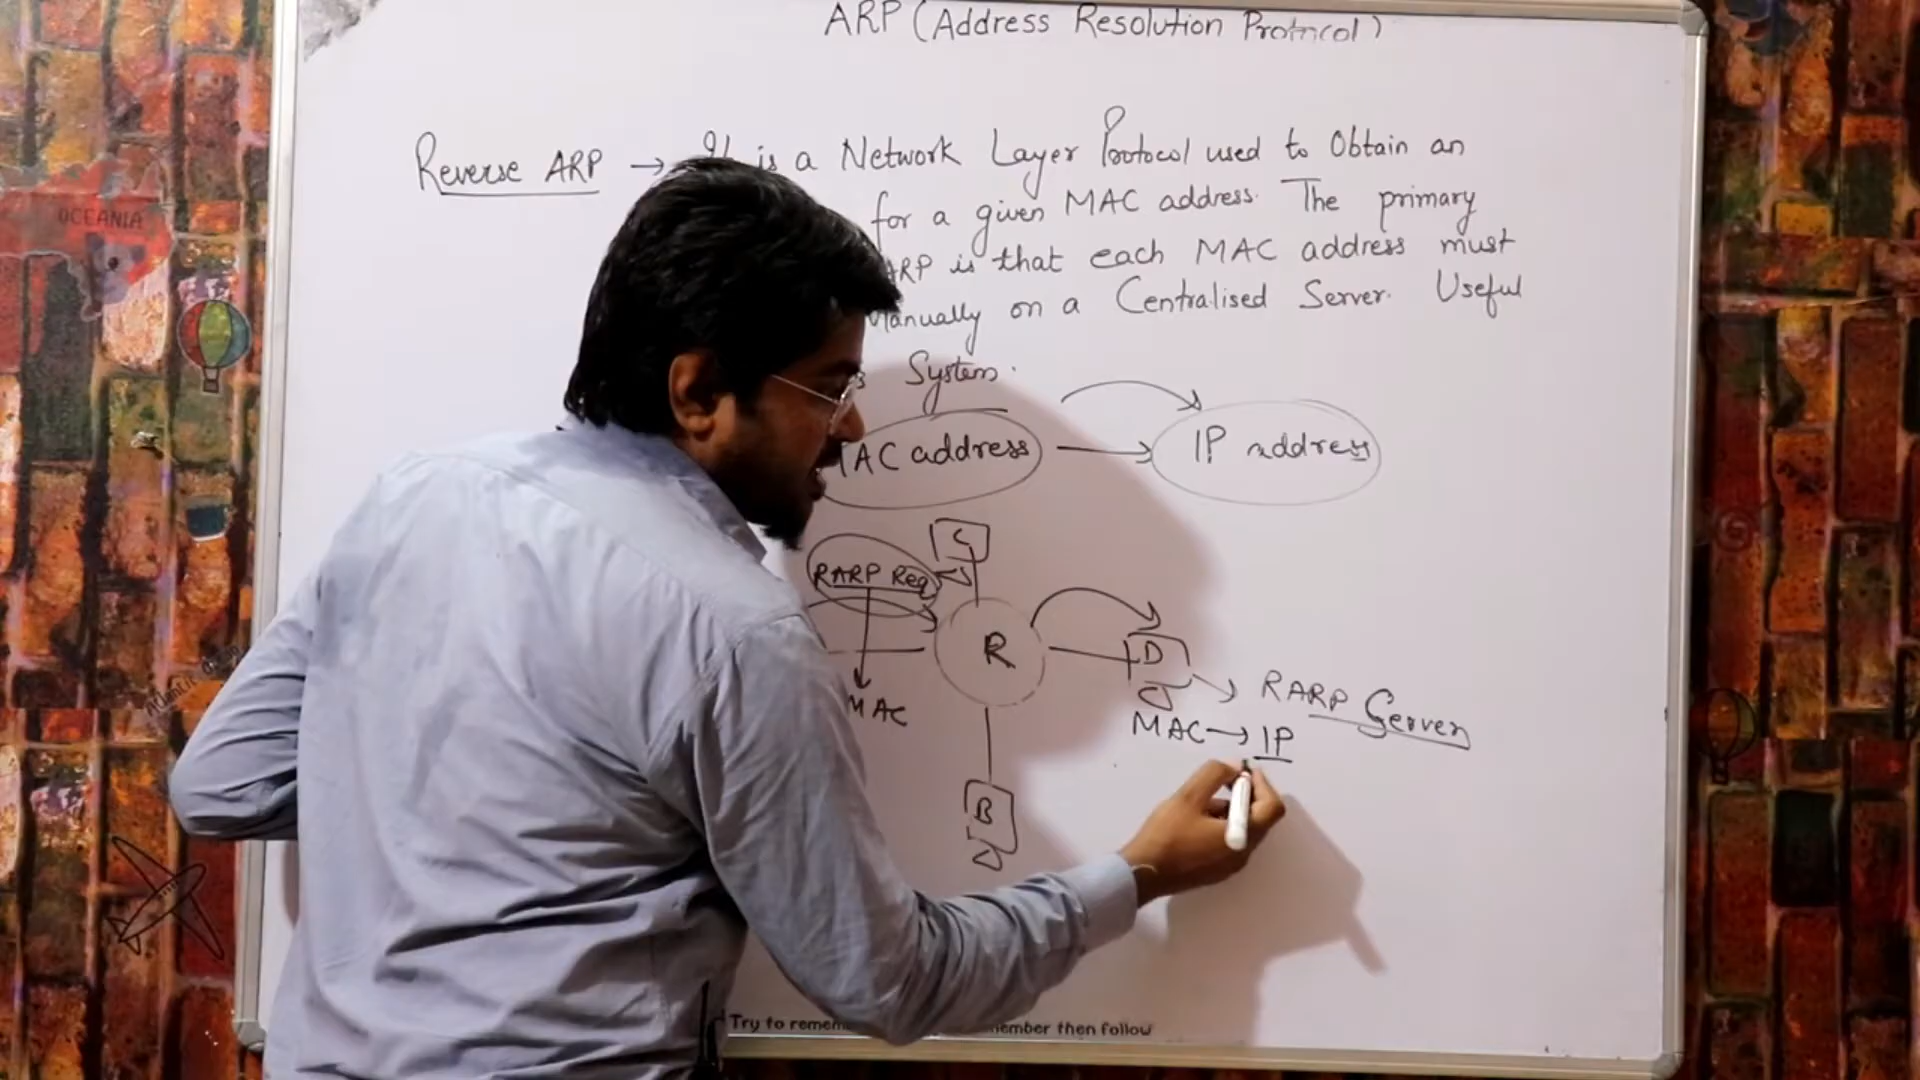 ARP (Address Resolution Protocol)
Reverse ARP → It is a Network Layer Protocol used to Obtain an
for a given MAC address. The primary
ARP is that each MAC address must
Manually on a Centralised Server. Useful
System.
MAC address → IP address
C
RARP Req
R
D
RARP Server
MAC
MAC → IP
B
Try to then follow
OCEANIA